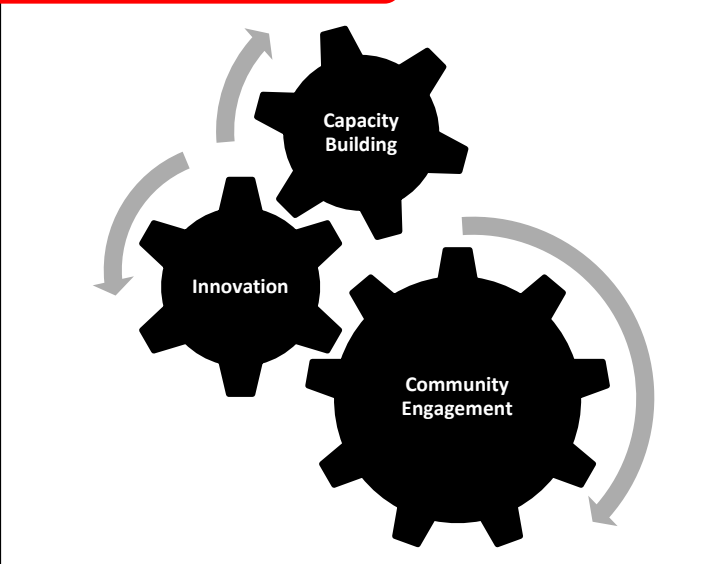 Capacity
Building
Innovation
Community
Engagement